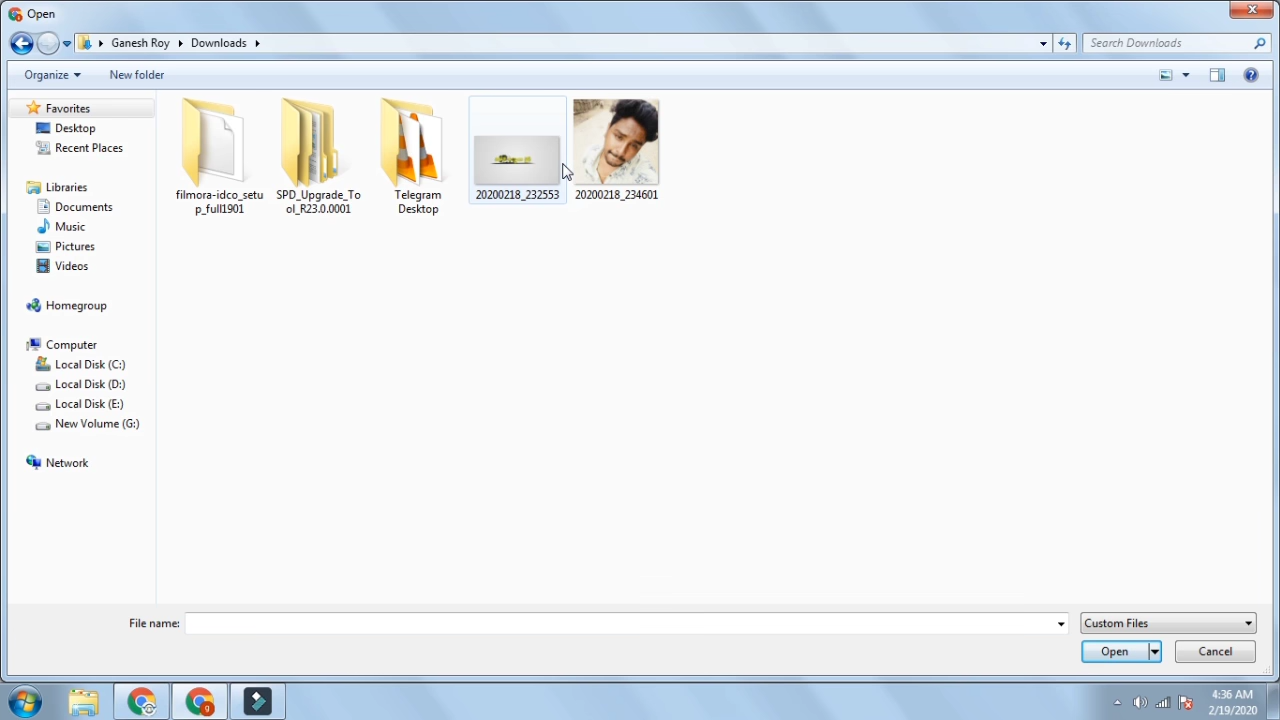 Open
Ganesh Roy
Downloads
Search Downloads
Organize
New folder
Favorites
Desktop
Recent Places
Libraries
Documents
Music
Pictures
Videos
Homegroup
Computer
Local Disk (C:)
Local Disk (D:)
Local Disk (E:)
New Volume (G:)
Network
filmora-idco_setu
p_full1901
SPD_Upgrade_To
ol_R23.0.0001
Telegram
Desktop
20200218_232553
20200218_234601
File name:
Custom Files
Open
Cancel
4:36 AM
2/19/2020